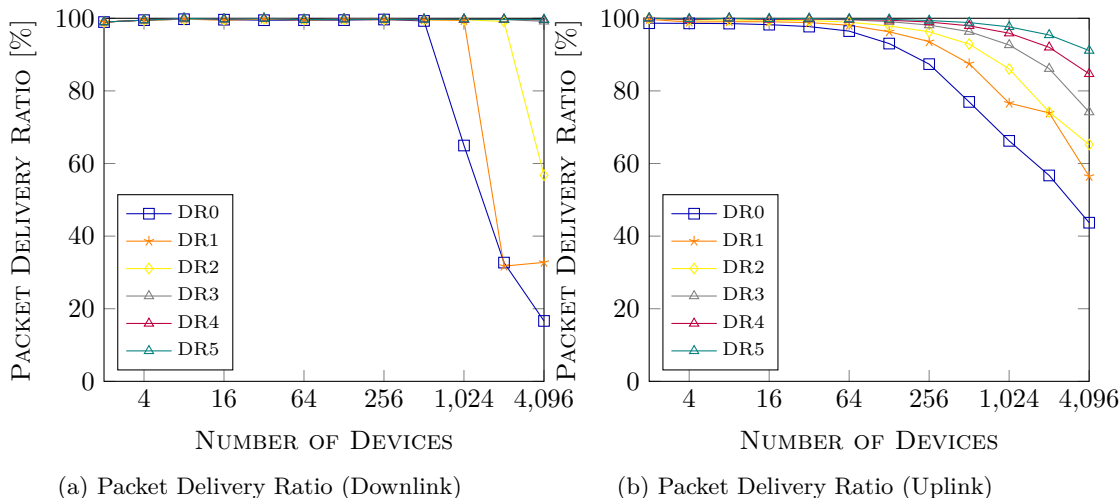 PACKET DELIVERY RATIO [%]
100
80
60
40
20
0
DR0
DR1
DR2
DR3
DR4
DR5
4
16
64
256
1,024
4,096
NUMBER OF DEVICES
(a) Packet Delivery Ratio (Downlink)
PACKET DELIVERY RATIO [%]
100
80
60
40
20
0
DR0
DR1
DR2
DR3
DR4
DR5
4
16
64
256
1,024
4,096
NUMBER OF DEVICES
(b) Packet Delivery Ratio (Uplink)